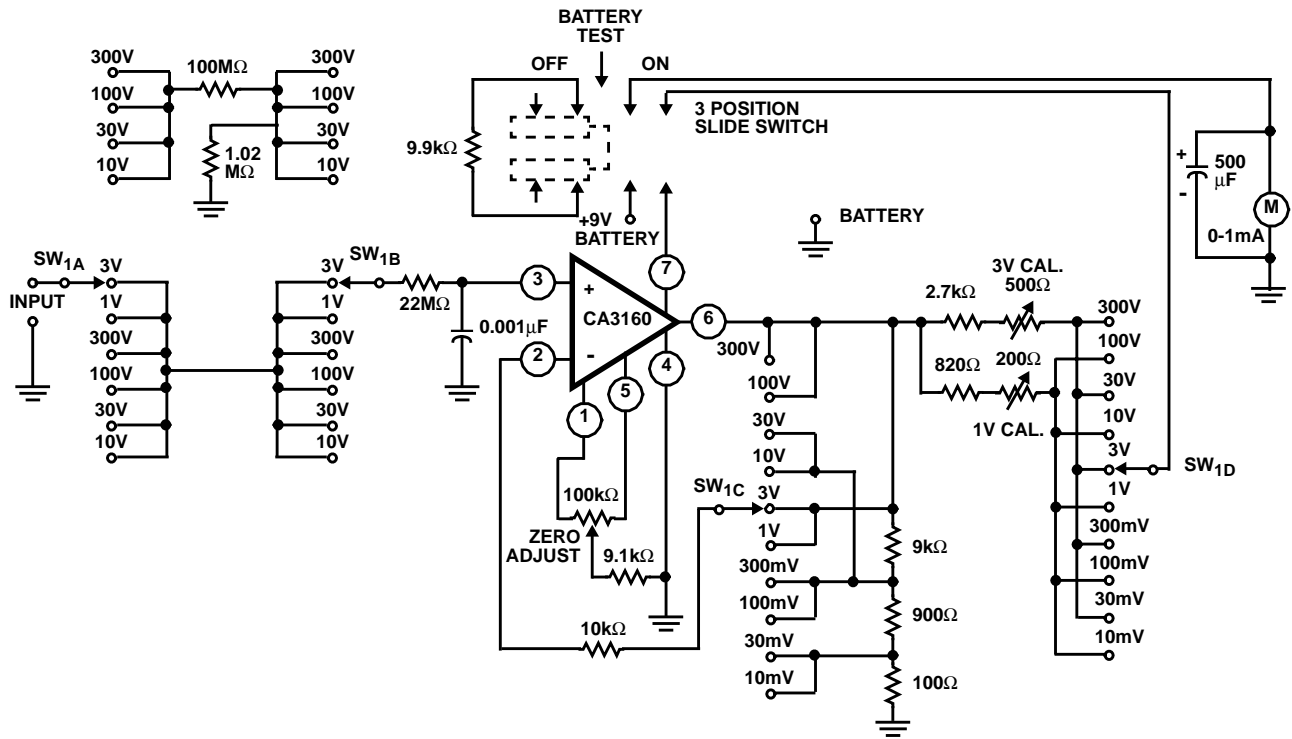 BATTERY
TEST
OFF
ON
3 POSITION
SLIDE SWITCH
9.9kΩ
+9V
BATTERY
BATTERY
300V
100V
30V
10V
100MΩ
1.02
MΩ
300V
100V
30V
10V
+
500
μF
-
M
0-1mA
SW1A
INPUT
3V
1V
300V
100V
30V
10V
3V
1V
300V
100V
30V
10V
SW1B
22MΩ
0.001μF
3
2
+
-
CA3160
7
6
4
5
1
100kΩ
ZERO
ADJUST
9.1kΩ
10kΩ
SW1C
300V
100V
30V
10V
3V
1V
300mV
100mV
30mV
10mV
9kΩ
900Ω
100Ω
2.7kΩ
3V CAL.
500Ω
820Ω
200Ω
1V CAL.
300V
100V
30V
10V
3V
1V
300mV
100mV
30mV
10mV
SW1D